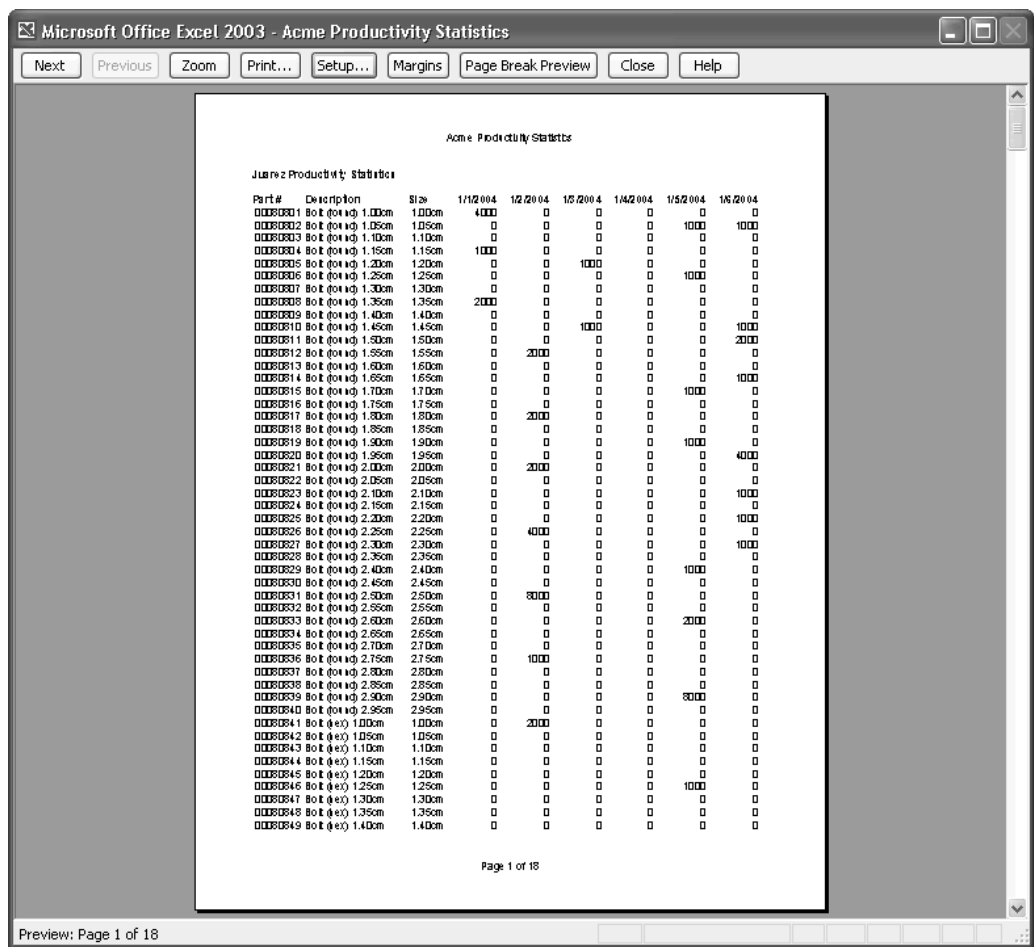 Microsoft Office Excel 2003 - Acme Productivity Statistics
Next Previous Zoom Print... Setup... Margins Page Break Preview Close Help
Acme Productivity Statistics
Juarez Productivity Statistics
Part # Description Size 1/1/2004 1/2/2004 1/3/2004 1/4/2004 1/5/2004 1/6/2004
00080801 Bolt (round) 1.00cm 1.00cm 4000 0 0 0 0 0
00080802 Bolt (round) 1.05cm 1.05cm 0 0 0 0 1000 1000
00080803 Bolt (round) 1.10cm 1.10cm 0 0 0 0 0 0
00080804 Bolt (round) 1.15cm 1.15cm 1000 0 0 0 0 0
00080805 Bolt (round) 1.20cm 1.20cm 0 0 1000 0 0 0
00080806 Bolt (round) 1.25cm 1.25cm 0 0 0 0 1000 0
00080807 Bolt (round) 1.30cm 1.30cm 0 0 0 0 0 0
00080808 Bolt (round) 1.35cm 1.35cm 2000 0 0 0 0 0
00080809 Bolt (round) 1.40cm 1.40cm 0 0 0 0 0 0
00080810 Bolt (round) 1.45cm 1.45cm 0 0 1000 0 0 1000
00080811 Bolt (round) 1.50cm 1.50cm 0 0 0 0 0 2000
00080812 Bolt (round) 1.55cm 1.55cm 0 2000 0 0 0 0
00080813 Bolt (round) 1.60cm 1.60cm 0 0 0 0 0 0
00080814 Bolt (round) 1.65cm 1.65cm 0 0 0 0 0 1000
00080815 Bolt (round) 1.70cm 1.70cm 0 0 0 0 1000 0
00080816 Bolt (round) 1.75cm 1.75cm 0 0 0 0 0 0
00080817 Bolt (round) 1.80cm 1.80cm 0 2000 0 0 0 0
00080818 Bolt (round) 1.85cm 1.85cm 0 0 0 0 0 0
00080819 Bolt (round) 1.90cm 1.90cm 0 0 0 0 1000 0
00080820 Bolt (round) 1.95cm 1.95cm 0 0 0 0 0 4000
00080821 Bolt (round) 2.00cm 2.00cm 0 2000 0 0 0 0
00080822 Bolt (round) 2.05cm 2.05cm 0 0 0 0 0 0
00080823 Bolt (round) 2.10cm 2.10cm 0 0 0 0 0 1000
00080824 Bolt (round) 2.15cm 2.15cm 0 0 0 0 0 0
00080825 Bolt (round) 2.20cm 2.20cm 0 0 0 0 0 1000
00080826 Bolt (round) 2.25cm 2.25cm 0 4000 0 0 0 0
00080827 Bolt (round) 2.30cm 2.30cm 0 0 0 0 0 1000
00080828 Bolt (round) 2.35cm 2.35cm 0 0 0 0 0 0
00080829 Bolt (round) 2.40cm 2.40cm 0 0 0 0 1000 0
00080830 Bolt (round) 2.45cm 2.45cm 0 0 0 0 0 0
00080831 Bolt (round) 2.50cm 2.50cm 0 8000 0 0 0 0
00080832 Bolt (round) 2.55cm 2.55cm 0 0 0 0 0 0
00080833 Bolt (round) 2.60cm 2.60cm 0 0 0 0 2000 0
00080834 Bolt (round) 2.65cm 2.65cm 0 0 0 0 0 0
00080835 Bolt (round) 2.70cm 2.70cm 0 0 0 0 0 0
00080836 Bolt (round) 2.75cm 2.75cm 0 1000 0 0 0 0
00080837 Bolt (round) 2.80cm 2.80cm 0 0 0 0 0 0
00080838 Bolt (round) 2.85cm 2.85cm 0 0 0 0 0 0
00080839 Bolt (round) 2.90cm 2.90cm 0 0 0 0 8000 0
00080840 Bolt (round) 2.95cm 2.95cm 0 0 0 0 0 0
00080841 Bolt (hex) 1.00cm 1.00cm 0 2000 0 0 0 0
00080842 Bolt (hex) 1.05cm 1.05cm 0 0 0 0 0 0
00080843 Bolt (hex) 1.10cm 1.10cm 0 0 0 0 0 0
00080844 Bolt (hex) 1.15cm 1.15cm 0 0 0 0 0 0
00080845 Bolt (hex) 1.20cm 1.20cm 0 0 0 0 0 0
00080846 Bolt (hex) 1.25cm 1.25cm 0 0 0 0 1000 0
00080847 Bolt (hex) 1.30cm 1.30cm 0 0 0 0 0 0
00080848 Bolt (hex) 1.35cm 1.35cm 0 0 0 0 0 0
00080849 Bolt (hex) 1.40cm 1.40cm 0 0 0 0 0 0
Page 1 of 18
Preview: Page 1 of 18